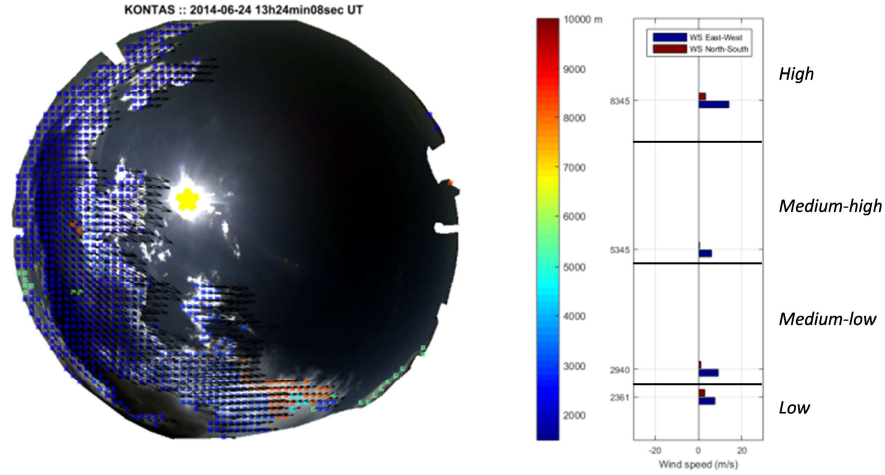 KONTAS :: 2014-06-24 13h24min08sec UT
10000 m
9000
8000
7000
6000
5000
4000
3000
2000
WS East-West
WS North-South
8345
5345
2940
2361
-20 0 20
Wind speed (m/s)
High
Medium-high
Medium-low
Low